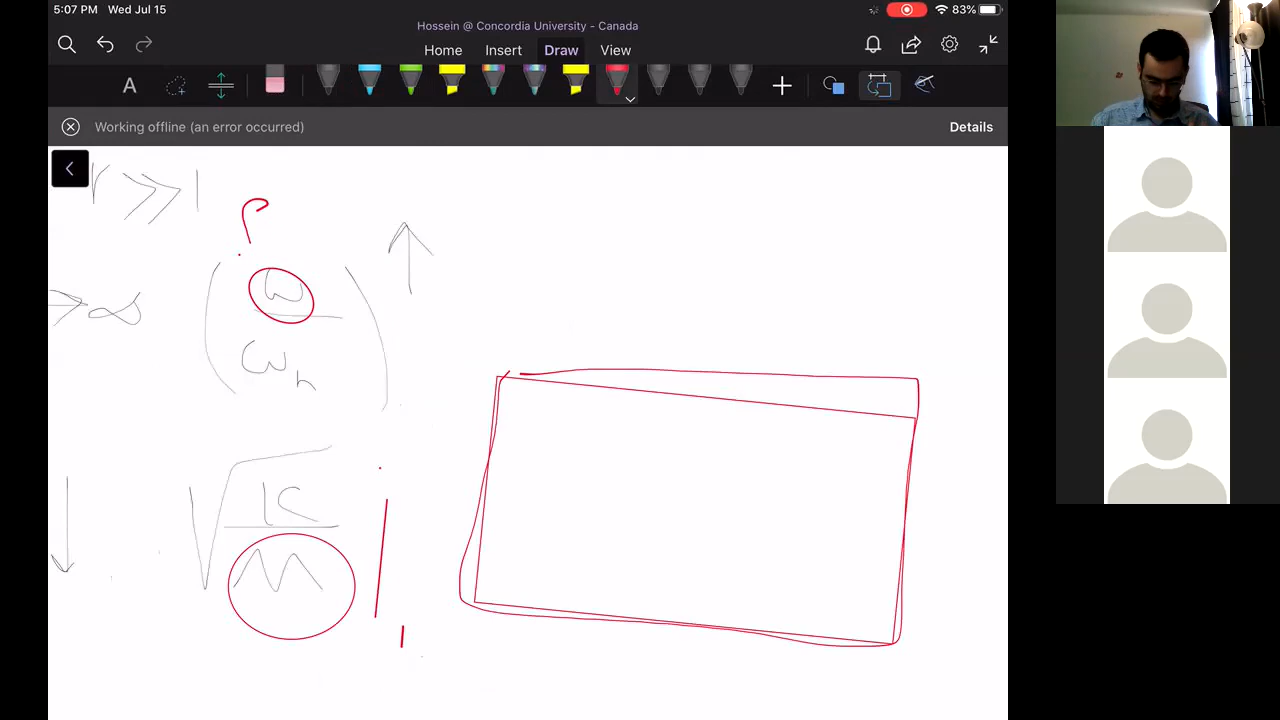 5:07 PM Wed Jul 15
83%
Hossein @ Concordia University - Canada
Home Insert Draw View
A
Working offline (an error occurred)
Details
r >> 1
?
→ ∞
(ω
ωn)
↑
↓
√K
M